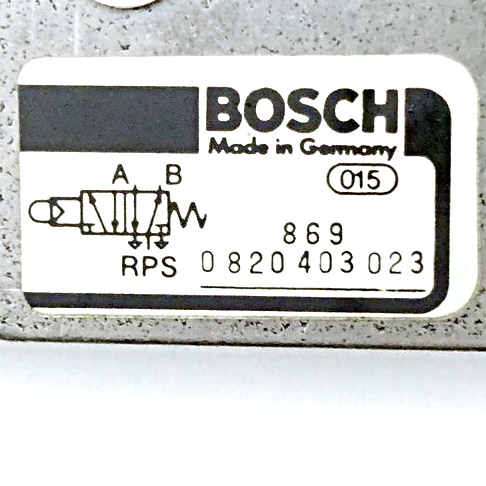 BOSCH
Made in Germany
015
A B
869
RPS
0 820 403 023